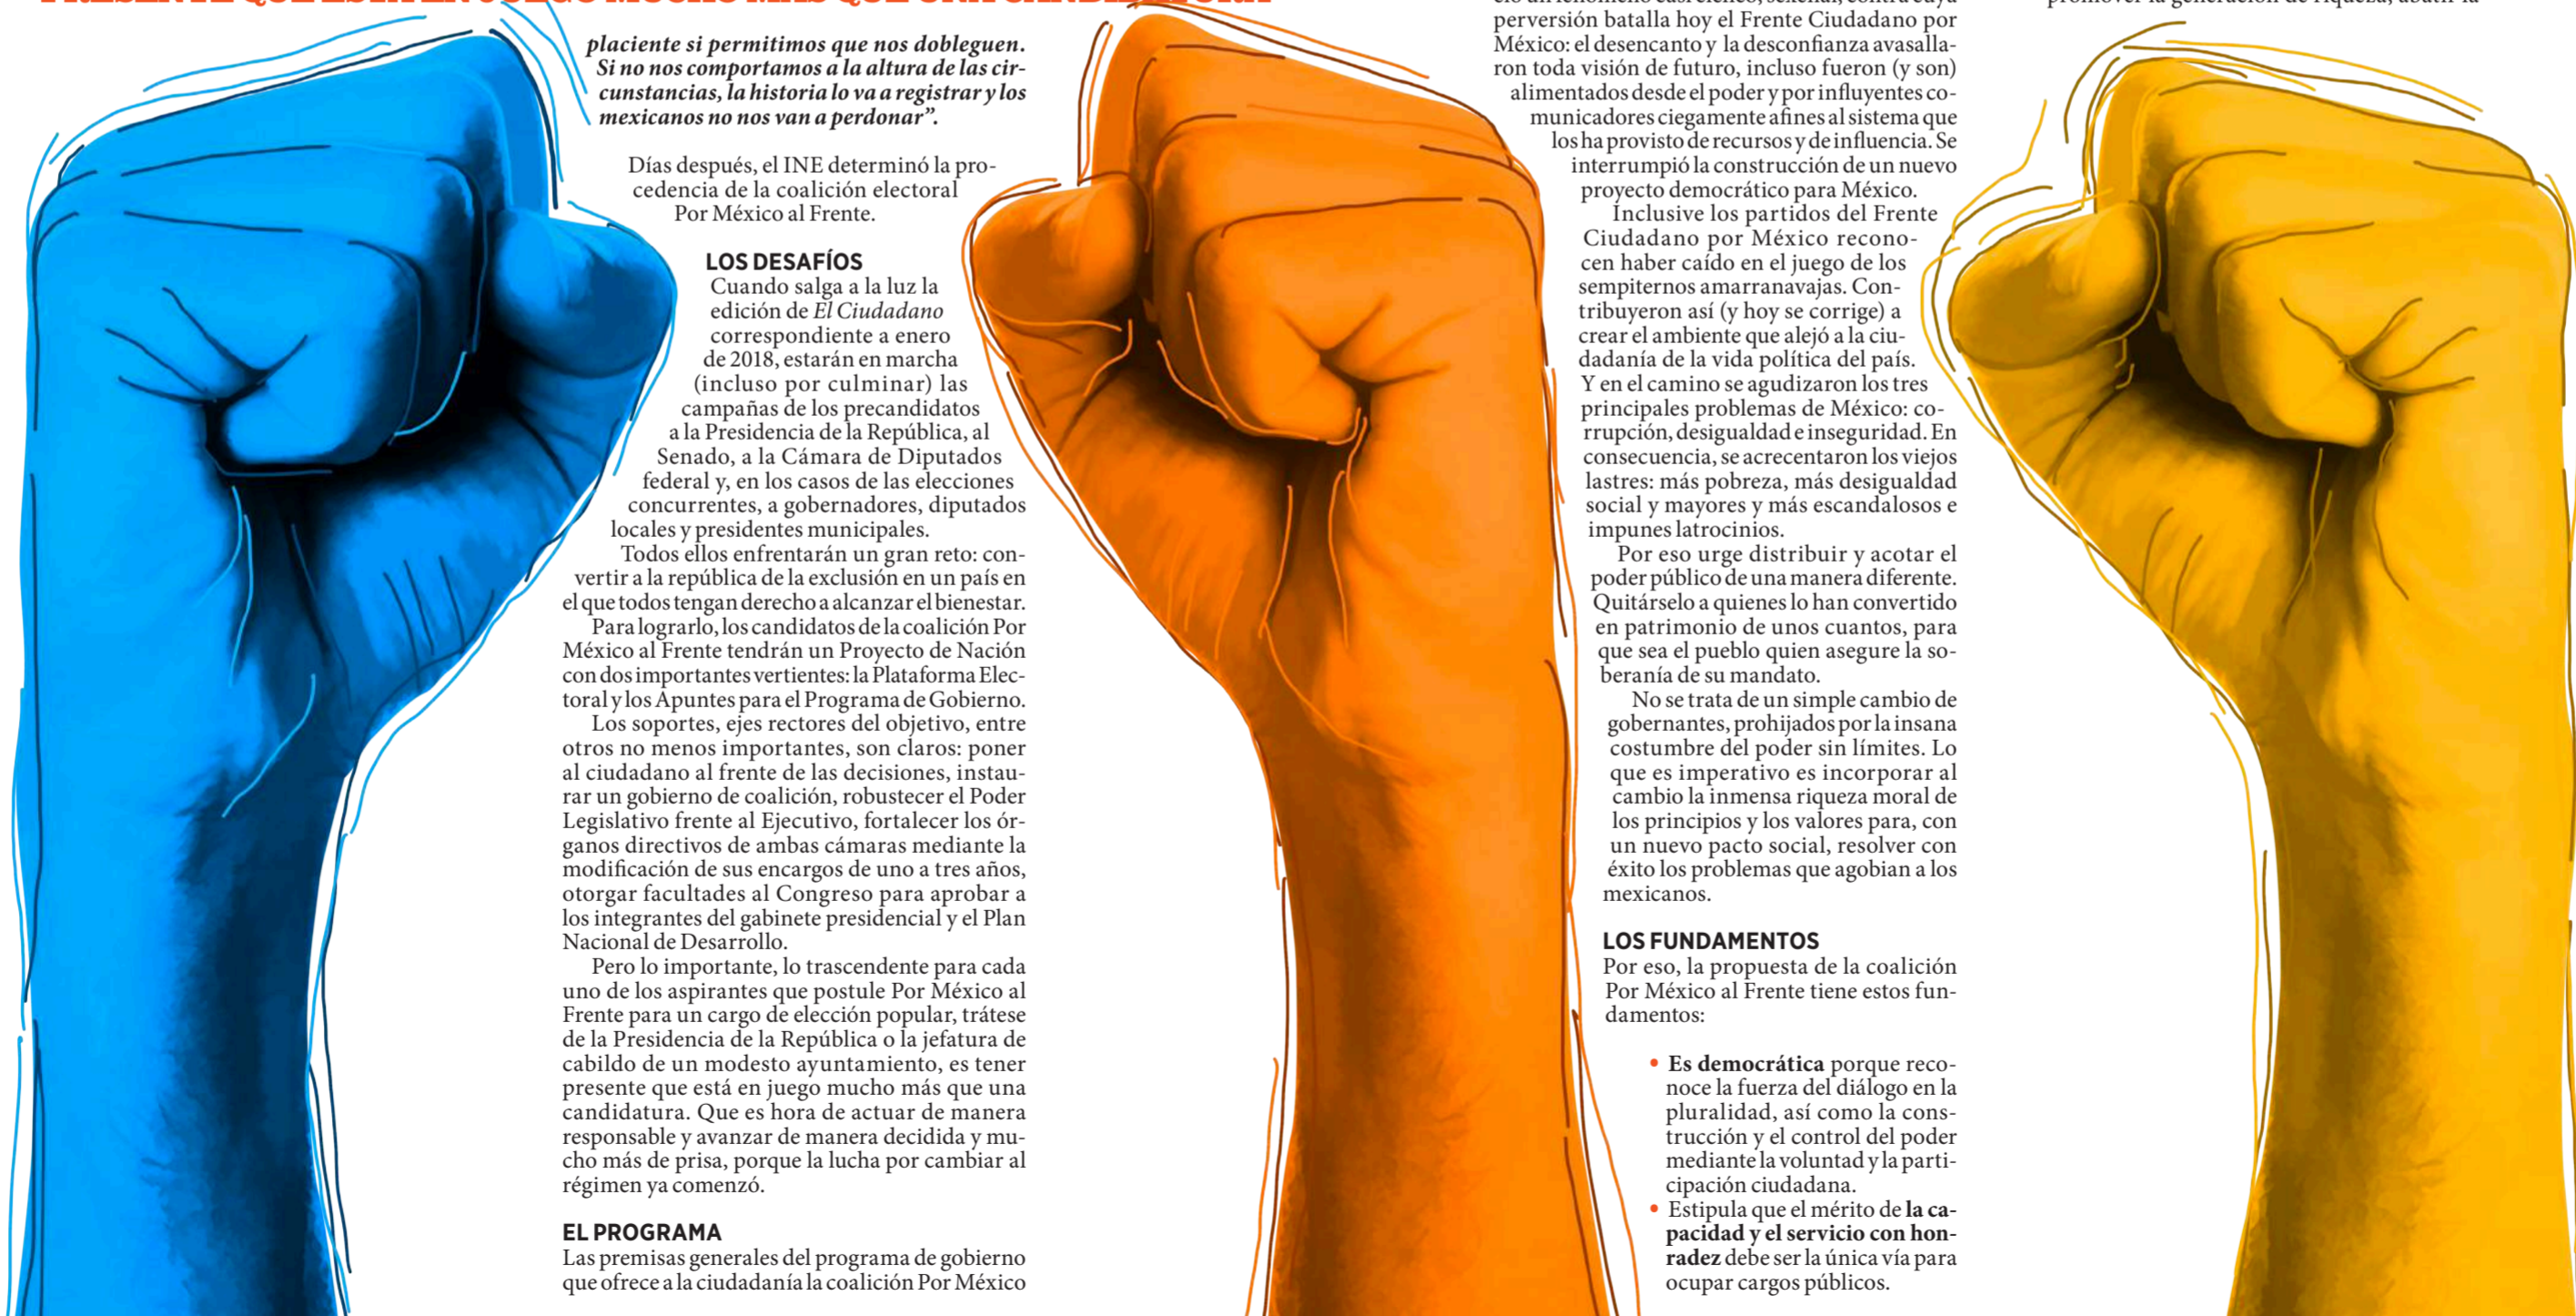 PRESENTE QUE ESTÁ EN JUEGO MUCHO MÁS QUE UNA CANDIDATURA
placiente si permitimos que nos dobleguen.
Si no nos comportamos a la altura de las cir-
cunstancias, la historia lo va a registrar y los
mexicanos no nos van a perdonar”.
Días después, el INE determinó la pro-
cedencia de la coalición electoral
Por México al Frente.
LOS DESAFÍOS
Cuando salga a la luz la
edición de El Ciudadano
correspondiente a enero
de 2018, estarán en marcha
(incluso por culminar) las
campañas de los precandidatos
a la Presidencia de la República, al
Senado, a la Cámara de Diputados
federal y, en los casos de las elecciones
concurrentes, a gobernadores, diputados
locales y presidentes municipales.
Todos ellos enfrentarán un gran reto: con-
vertir a la república de la exclusión en un país en
el que todos tengan derecho a alcanzar el bienestar.
Para lograrlo, los candidatos de la coalición Por
México al Frente tendrán un Proyecto de Nación
con dos importantes vertientes: la Plataforma Elec-
toral y los Apuntes para el Programa de Gobierno.
Los soportes, ejes rectores del objetivo, entre
otros no menos importantes, son claros: poner
al ciudadano al frente de las decisiones, instau-
rar un gobierno de coalición, robustecer el Poder
Legislativo frente al Ejecutivo, fortalecer los ór-
ganos directivos de ambas cámaras mediante la
modificación de sus encargos de uno a tres años,
otorgar facultades al Congreso para aprobar a
los integrantes del gabinete presidencial y el Plan
Nacional de Desarrollo.
Pero lo importante, lo trascendente para cada
uno de los aspirantes que postule Por México al
Frente para un cargo de elección popular, trátese
de la Presidencia de la República o la jefatura de
cabildo de un modesto ayuntamiento, es tener
presente que está en juego mucho más que una
candidatura. Que es hora de actuar de manera
responsable y avanzar de manera decidida y mu-
cho más de prisa, porque la lucha por cambiar al
régimen ya comenzó.
EL PROGRAMA
Las premisas generales del programa de gobierno
que ofrece a la ciudadanía la coalición Por México
perversión batalla hoy el Frente Ciudadano por
México: el desencanto y la desconfianza avasalla-
ron toda visión de futuro, incluso fueron (y son)
alimentados desde el poder y por influyentes co-
municadores ciegamente afines al sistema que
los ha provisto de recursos y de influencia. Se
interrumpió la construcción de un nuevo
proyecto democrático para México.
Inclusive los partidos del Frente
Ciudadano por México recono-
cen haber caído en el juego de los
sempiternos amarranavajas. Con-
tribuyeron así (y hoy se corrige) a
crear el ambiente que alejó a la ciu-
dadanía de la vida política del país.
Y en el camino se agudizaron los tres
principales problemas de México: co-
rrupción, desigualdad e inseguridad. En
consecuencia, se acrecentaron los viejos
lastres: más pobreza, más desigualdad
social y mayores y más escandalosos e
impunes latrocinios.
Por eso urge distribuir y acotar el
poder público de una manera diferente.
Quitárselo a quienes lo han convertido
en patrimonio de unos cuantos, para
que sea el pueblo quien asegure la so-
beranía de su mandato.
No se trata de un simple cambio de
gobernantes, prohijados por la insana
costumbre del poder sin límites. Lo
que es imperativo es incorporar al
cambio la inmensa riqueza moral de
los principios y los valores para, con
un nuevo pacto social, resolver con
éxito los problemas que agobian a los
mexicanos.
LOS FUNDAMENTOS
Por eso, la propuesta de la coalición
Por México al Frente tiene estos fun-
damentos:
• Es democrática porque reco-
noce la fuerza del diálogo en la
pluralidad, así como la cons-
trucción y el control del poder
mediante la voluntad y la parti-
cipación ciudadana.
• Estipula que el mérito de la ca-
pacidad y el servicio con hon-
radez debe ser la única vía para
ocupar cargos públicos.
promover la generación de riqueza, abatir la